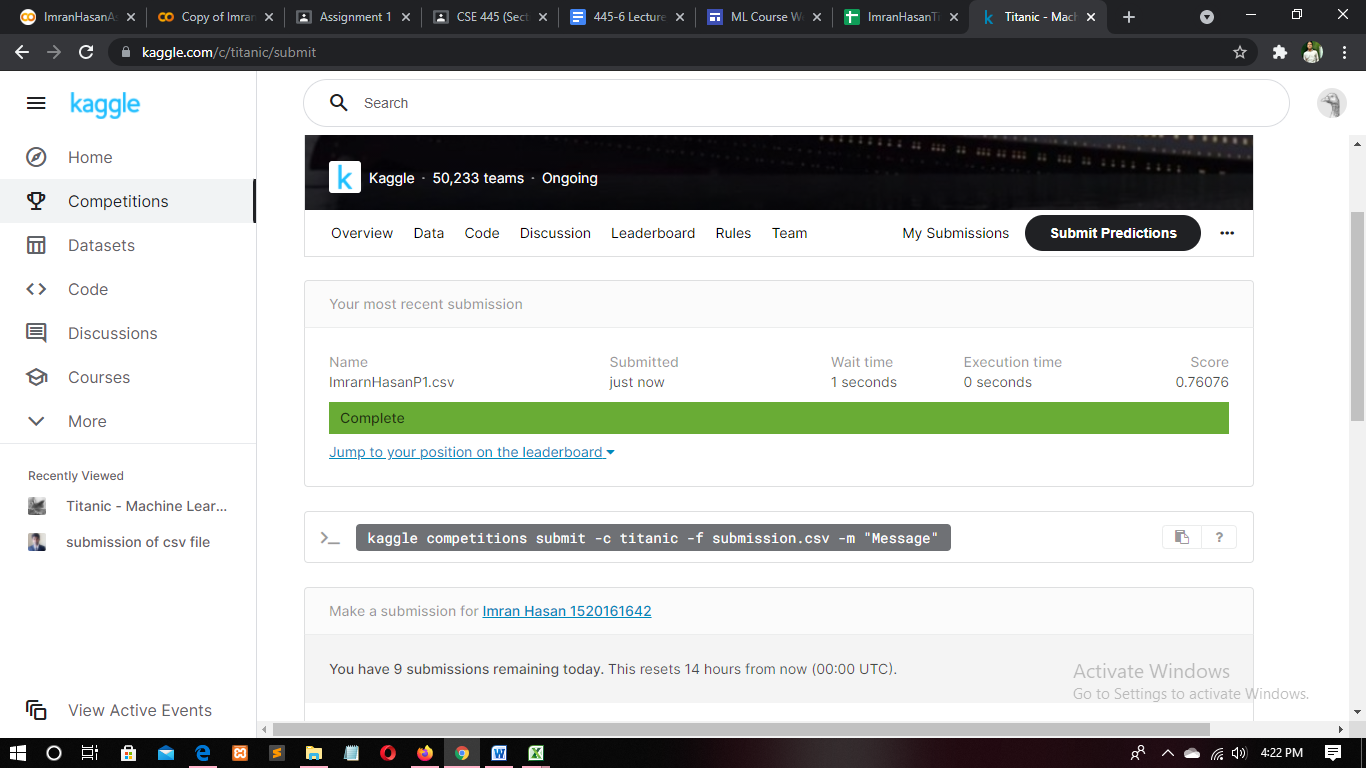 ImranHasanAs
Copy of Imran
Assignment 1
CSE 445 (Sect
445-6 Lecture
ML Course W
ImranHasanTi
Titanic - Mach
kaggle.com/c/titanic/submit
kaggle
Search
Home
Competitions
Datasets
Code
Discussions
Courses
More
Recently Viewed
Titanic - Machine Lear...
submission of csv file
View Active Events
k
Kaggle · 50,233 teams · Ongoing
Overview Data Code Discussion Leaderboard Rules Team My Submissions Submit Predictions
Your most recent submission
Name Submitted Wait time Execution time Score
ImrarnHasanP1.csv just now 1 seconds 0 seconds 0.76076
Complete
Jump to your position on the leaderboard
>_ kaggle competitions submit -c titanic -f submission.csv -m "Message" ?
Make a submission for Imran Hasan 1520161642
You have 9 submissions remaining today. This resets 14 hours from now (00:00 UTC).
Activate Windows
Go to Settings to activate Windows.
4:22 PM